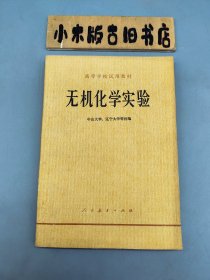 小木版古旧书店
高等学校试用教材
无机化学实验
中山大学、辽宁大学等校编
人民教育出版社